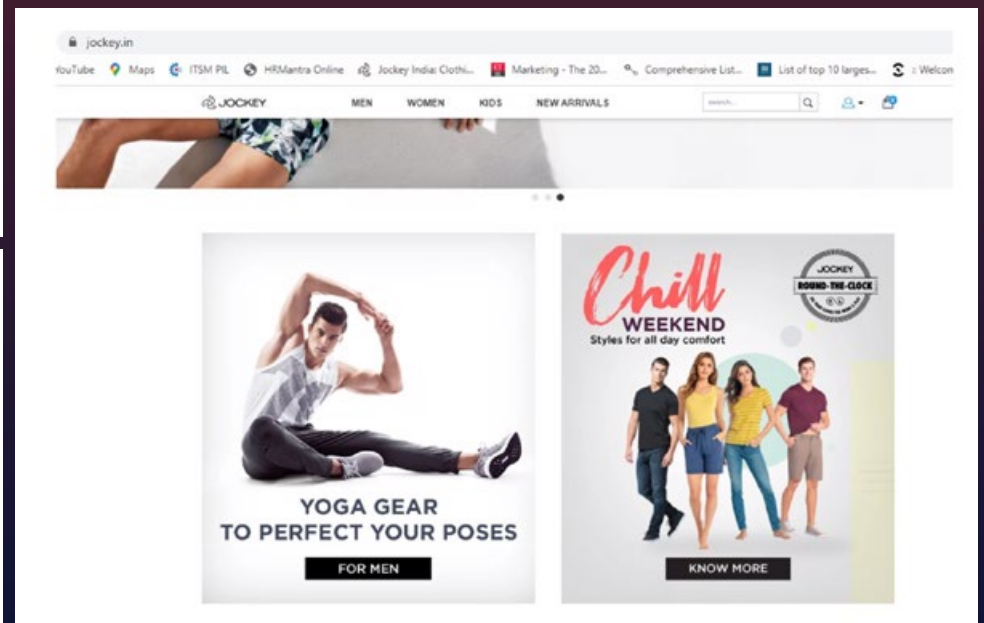 jockey.in
YouTube Maps ITSM PIL HRMantra Online Jockey India: Clothi... Marketing - The 20... Comprehensive List... List of top 10 larges... :: Welcon
JOCKEY MEN WOMEN KIDS NEW ARRIVALS search...
YOGA GEAR
TO PERFECT YOUR POSES
FOR MEN
Chill
WEEKEND
Styles for all day comfort
JOCKEY
ROUND-THE-CLOCK
KNOW MORE